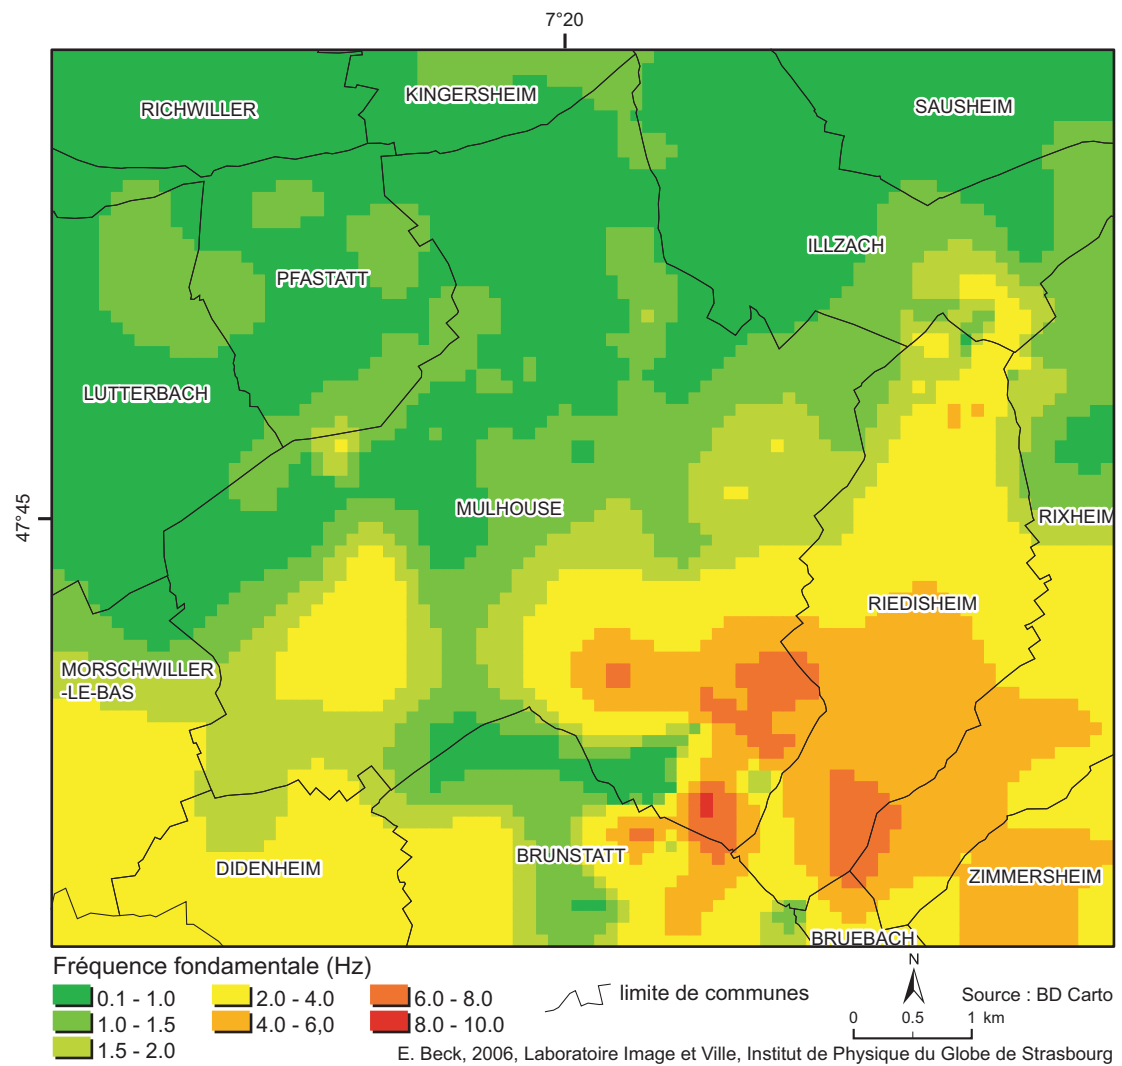 7°20
RICHWILLER
KINGERSHEIM
SAUSHEIM
ILLZACH
PFASTATT
LUTTERBACH
47°45
MULHOUSE
RIXHEIM
RIEDISHEIM
MORSCHWILLER
-LE-BAS
BRUNSTATT
DIDENHEIM
ZIMMERSHEIM
BRUEBACH
Fréquence fondamentale (Hz)
0.1 - 1.0
1.0 - 1.5
1.5 - 2.0
2.0 - 4.0
4.0 - 6,0
6.0 - 8.0
8.0 - 10.0
limite de communes
N
Source : BD Carto
0 0.5 1 km
E. Beck, 2006, Laboratoire Image et Ville, Institut de Physique du Globe de Strasbourg